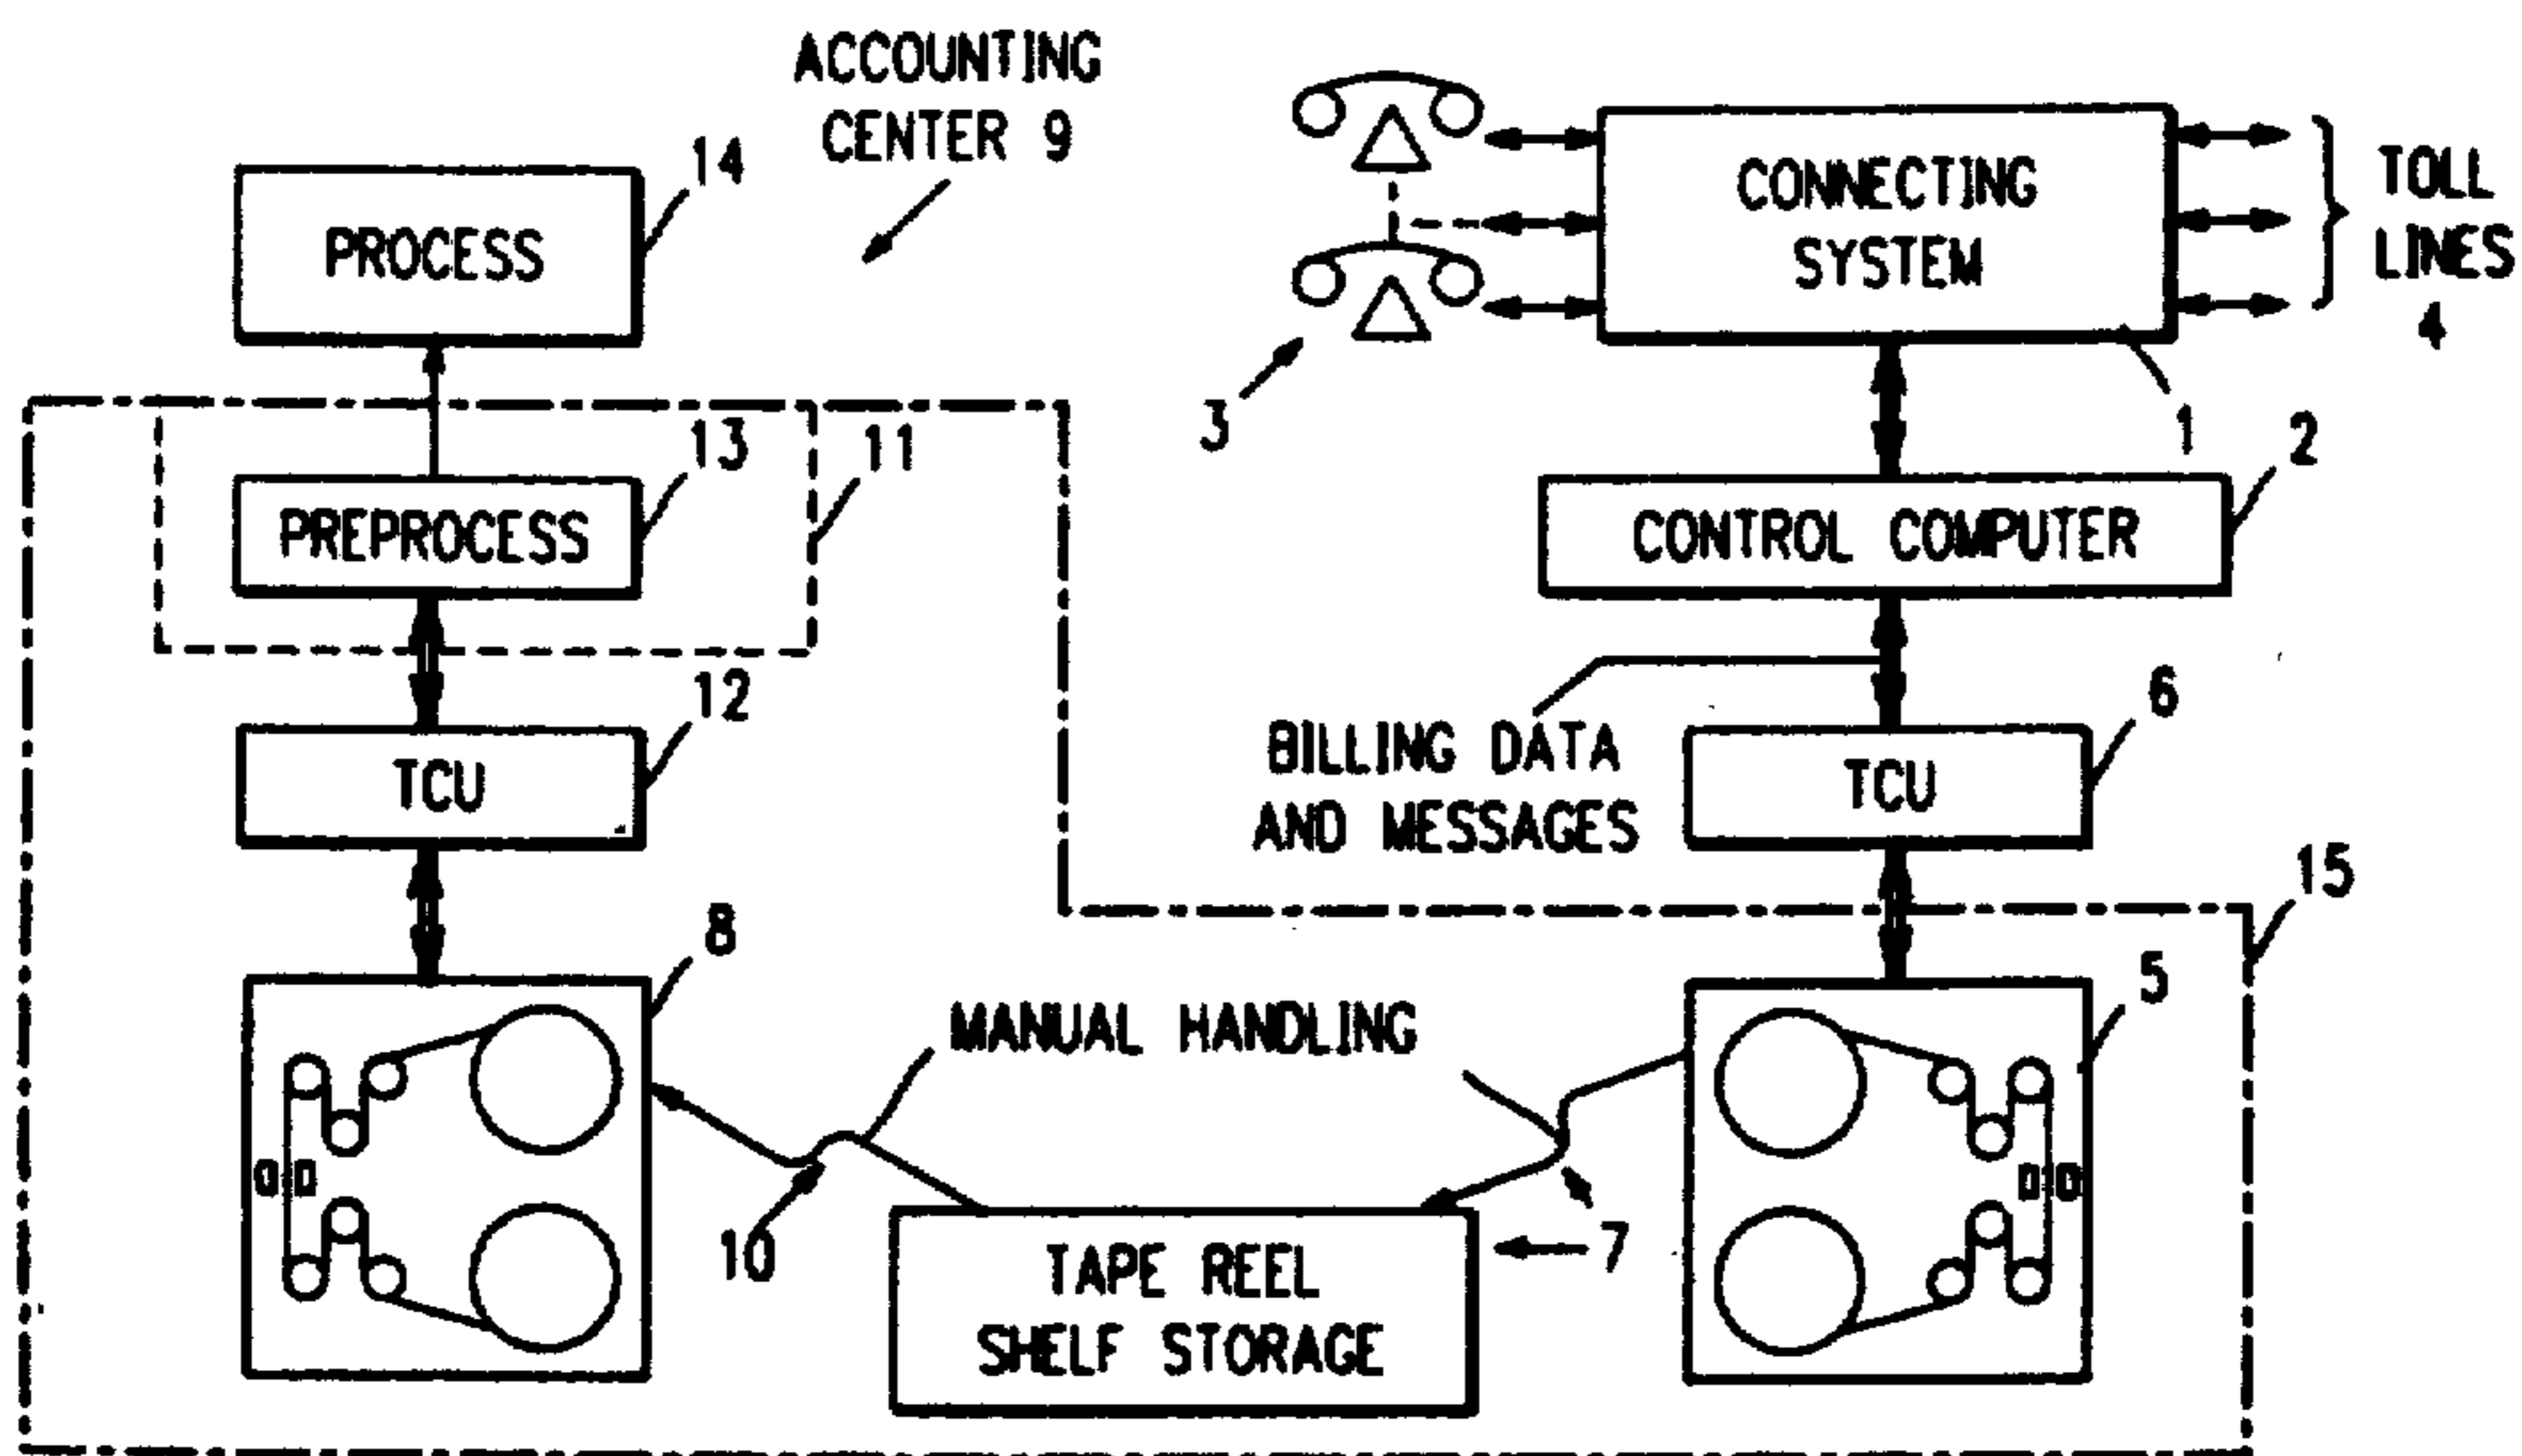 ACCOUNTING
CENTER 9
14
PROCESS
CONNECTING
SYSTEM
TOLL
LINES
4
3
1
13
11
PREPROCESS
2
CONTROL COMPUTER
12
TCU
BILLING DATA
AND MESSAGES
6
TCU
15
8
MANUAL HANDLING
5
10
7
TAPE REEL
SHELF STORAGE